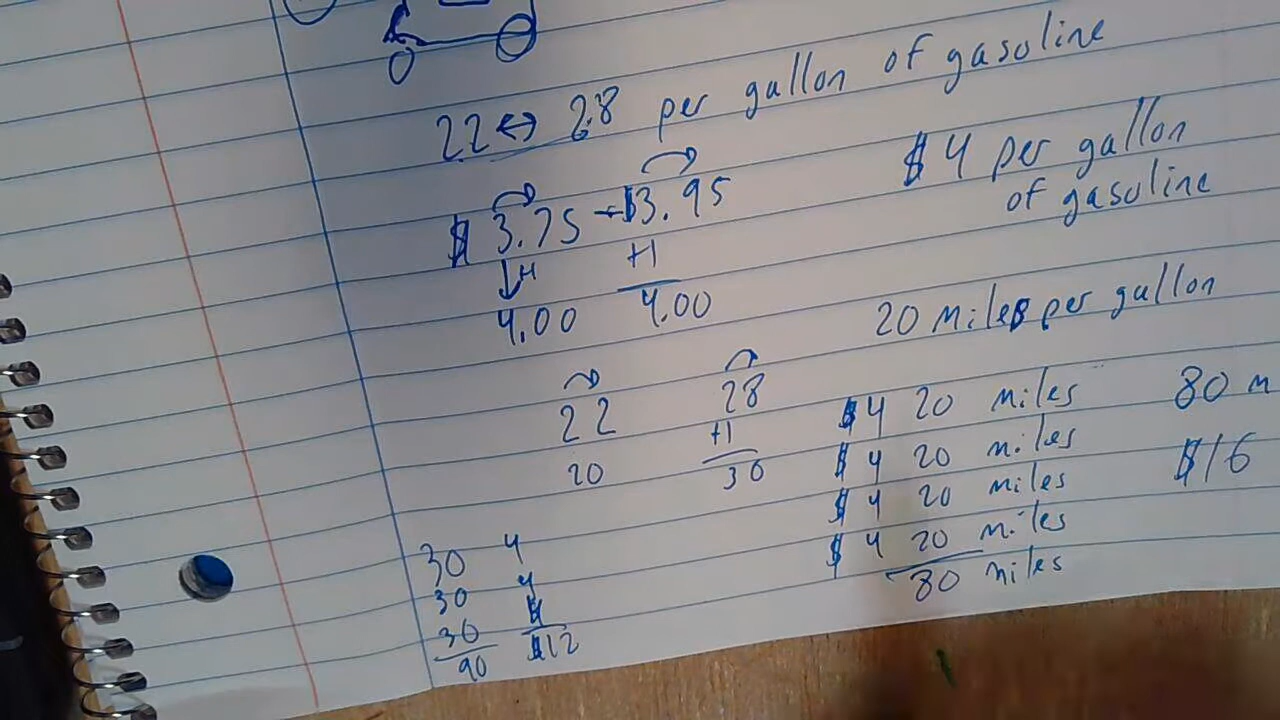 22 ↔ 28 per gallon of gasoline
$4 per gallon
of gasoline
$3.75 - $3.95
+1
4.00 4.00
20 miles per gallon
22 28
+1
20 30
$4 20 miles
$4 20 miles
$4 20 miles
$4 20 miles
80 miles
80 m
$16
30 4
30 4
30 4
90 $12